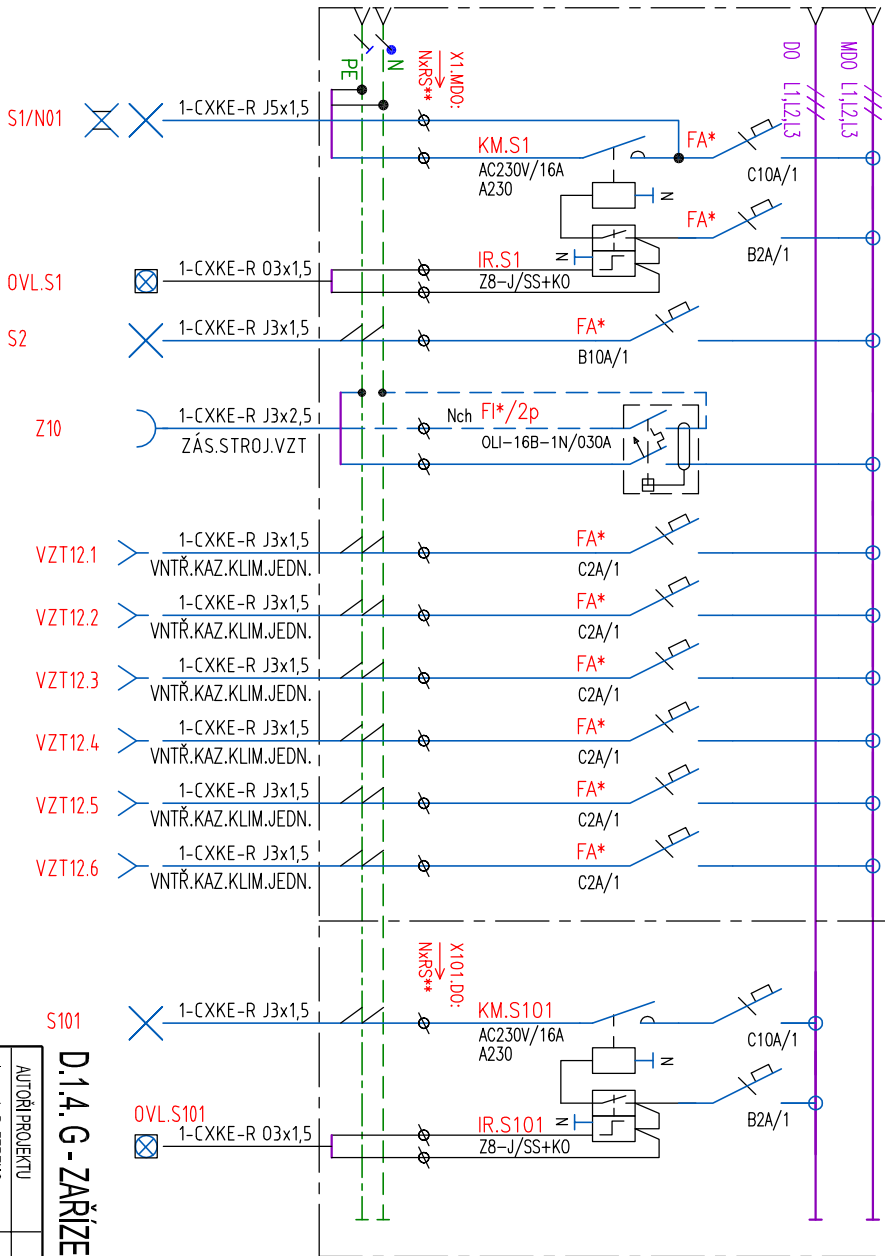 DO L1,L2,L3
MDO L1,L2,L3
PE
N
X1.MDO:
NxRS**
S1/N01
1-CXKE-R J5x1,5
KM.S1
AC230V/16A
A230
FA*
C10A/1
N
FA*
B2A/1
OVL.S1
1-CXKE-R O3x1,5
N
IR.S1
Z8-J/SS+KO
S2
1-CXKE-R J3x1,5
FA*
B10A/1
Z10
1-CXKE-R J3x2,5
ZÁS.STROJ.VZT
Nch
FI*/2p
OLI-16B-1N/030A
VZT12.1
1-CXKE-R J3x1,5
VNTŘ.KAZ.KLIM.JEDN.
FA*
C2A/1
VZT12.2
1-CXKE-R J3x1,5
VNTŘ.KAZ.KLIM.JEDN.
FA*
C2A/1
VZT12.3
1-CXKE-R J3x1,5
VNTŘ.KAZ.KLIM.JEDN.
FA*
C2A/1
VZT12.4
1-CXKE-R J3x1,5
VNTŘ.KAZ.KLIM.JEDN.
FA*
C2A/1
VZT12.5
1-CXKE-R J3x1,5
VNTŘ.KAZ.KLIM.JEDN.
FA*
C2A/1
VZT12.6
1-CXKE-R J3x1,5
VNTŘ.KAZ.KLIM.JEDN.
FA*
C2A/1
X101.DO:
NxRS**
S101
1-CXKE-R J3x1,5
KM.S101
AC230V/16A
A230
C10A/1
N
B2A/1
OVL.S101
1-CXKE-R O3x1,5
N
IR.S101
Z8-J/SS+KO
D.1.4. G - ZAŘÍZE
AUTOŘI PROJEKTU